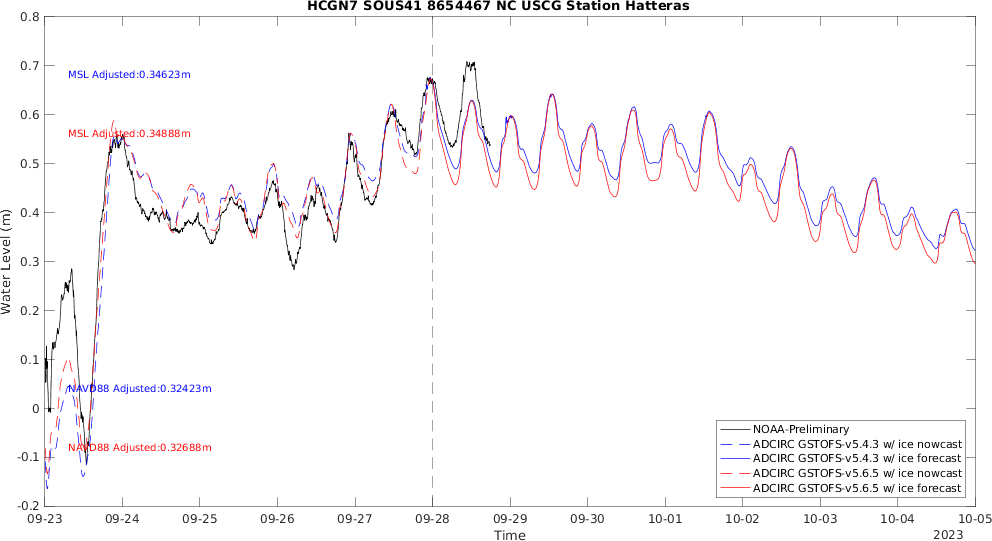 HCGN7 SOUS41 8654467 NC USCG Station Hatteras
0.8
0.7
0.6
0.5
0.4
0.3
0.2
0.1
0
-0.1
-0.2
Water Level (m)
MSL Adjusted:0.34623m
MSL Adjusted:0.34888m
NAVD88 Adjusted:0.32423m
NAVD88 Adjusted:0.32688m
NOAA-Preliminary
ADCIRC GSTOFS-v5.4.3 w/ ice nowcast
ADCIRC GSTOFS-v5.4.3 w/ ice forecast
ADCIRC GSTOFS-v5.6.5 w/ ice nowcast
ADCIRC GSTOFS-v5.6.5 w/ ice forecast
09-23 09-24 09-25 09-26 09-27 09-28 09-29 09-30 10-01 10-02 10-03 10-04 10-05
Time
2023